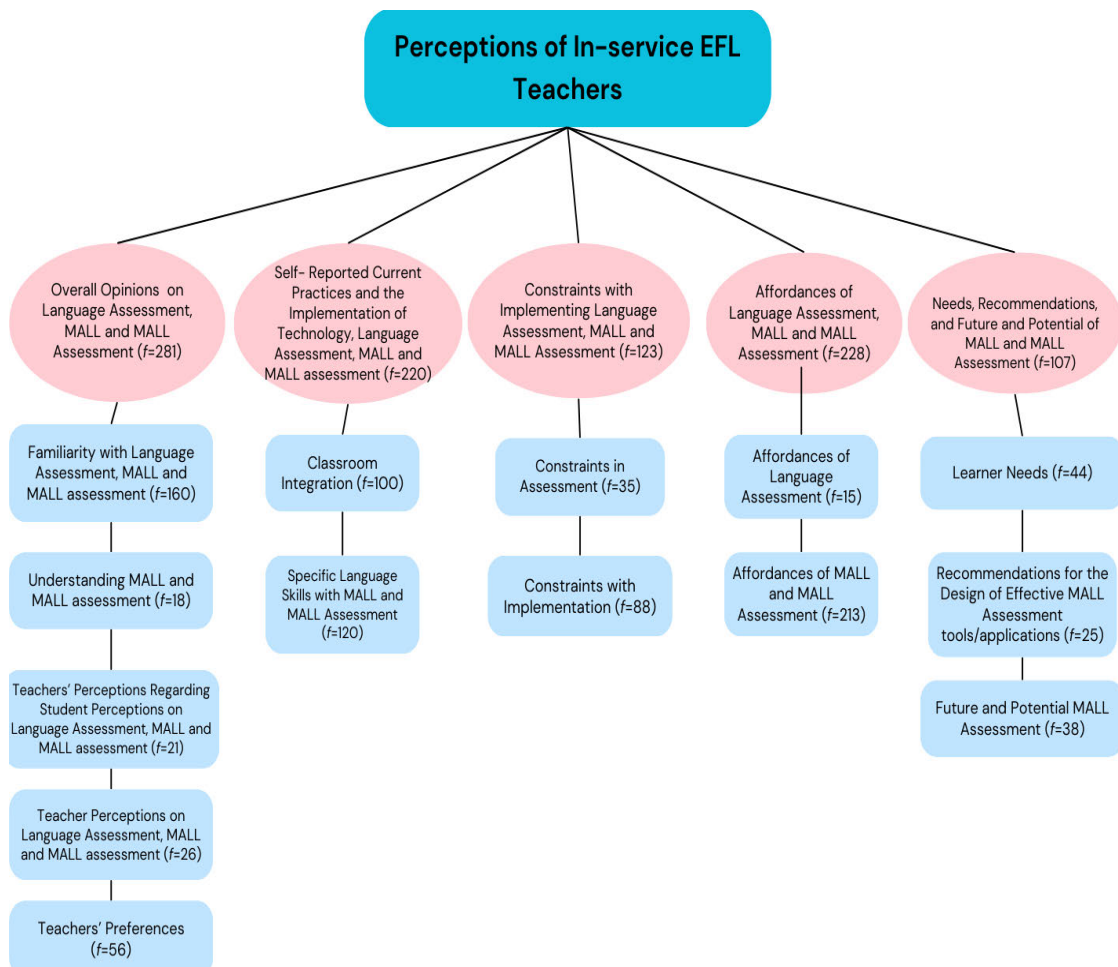 Perceptions of In-service EFL
Teachers
Overall Opinions on
Language Assessment,
MALL and MALL
Assessment (f=281)
Familiarity with Language
Assessment, MALL and
MALL assessment (f=160)
Understanding MALL and
MALL assessment (f=18)
Teachers’ Perceptions Regarding
Student Perceptions on
Language Assessment, MALL and
MALL assessment (f=21)
Teacher Perceptions on
Language Assessment, MALL
and MALL assessment (f=26)
Teachers’ Preferences
(f=56)
Self- Reported Current
Practices and the
Implementation of
Technology, Language
Assessment, MALL and
MALL assessment (f=220)
Classroom
Integration (f=100)
Specific Language
Skills with MALL and
MALL Assessment
(f=120)
Constraints with
Implementing Language
Assessment, MALL and
MALL Assessment (f=123)
Constraints in
Assessment (f=35)
Constraints with
Implementation (f=88)
Affordances of
Language Assessment,
MALL and MALL
Assessment (f=228)
Affordances of
Language
Assessment (f=15)
Affordances of MALL
and MALL
Assessment (f=213)
Needs, Recommendations,
and Future and Potential of
MALL and MALL
Assessment (f=107)
Learner Needs (f=44)
Recommendations for the
Design of Effective MALL
Assessment
tools/applications (f=25)
Future and Potential MALL
Assessment (f=38)